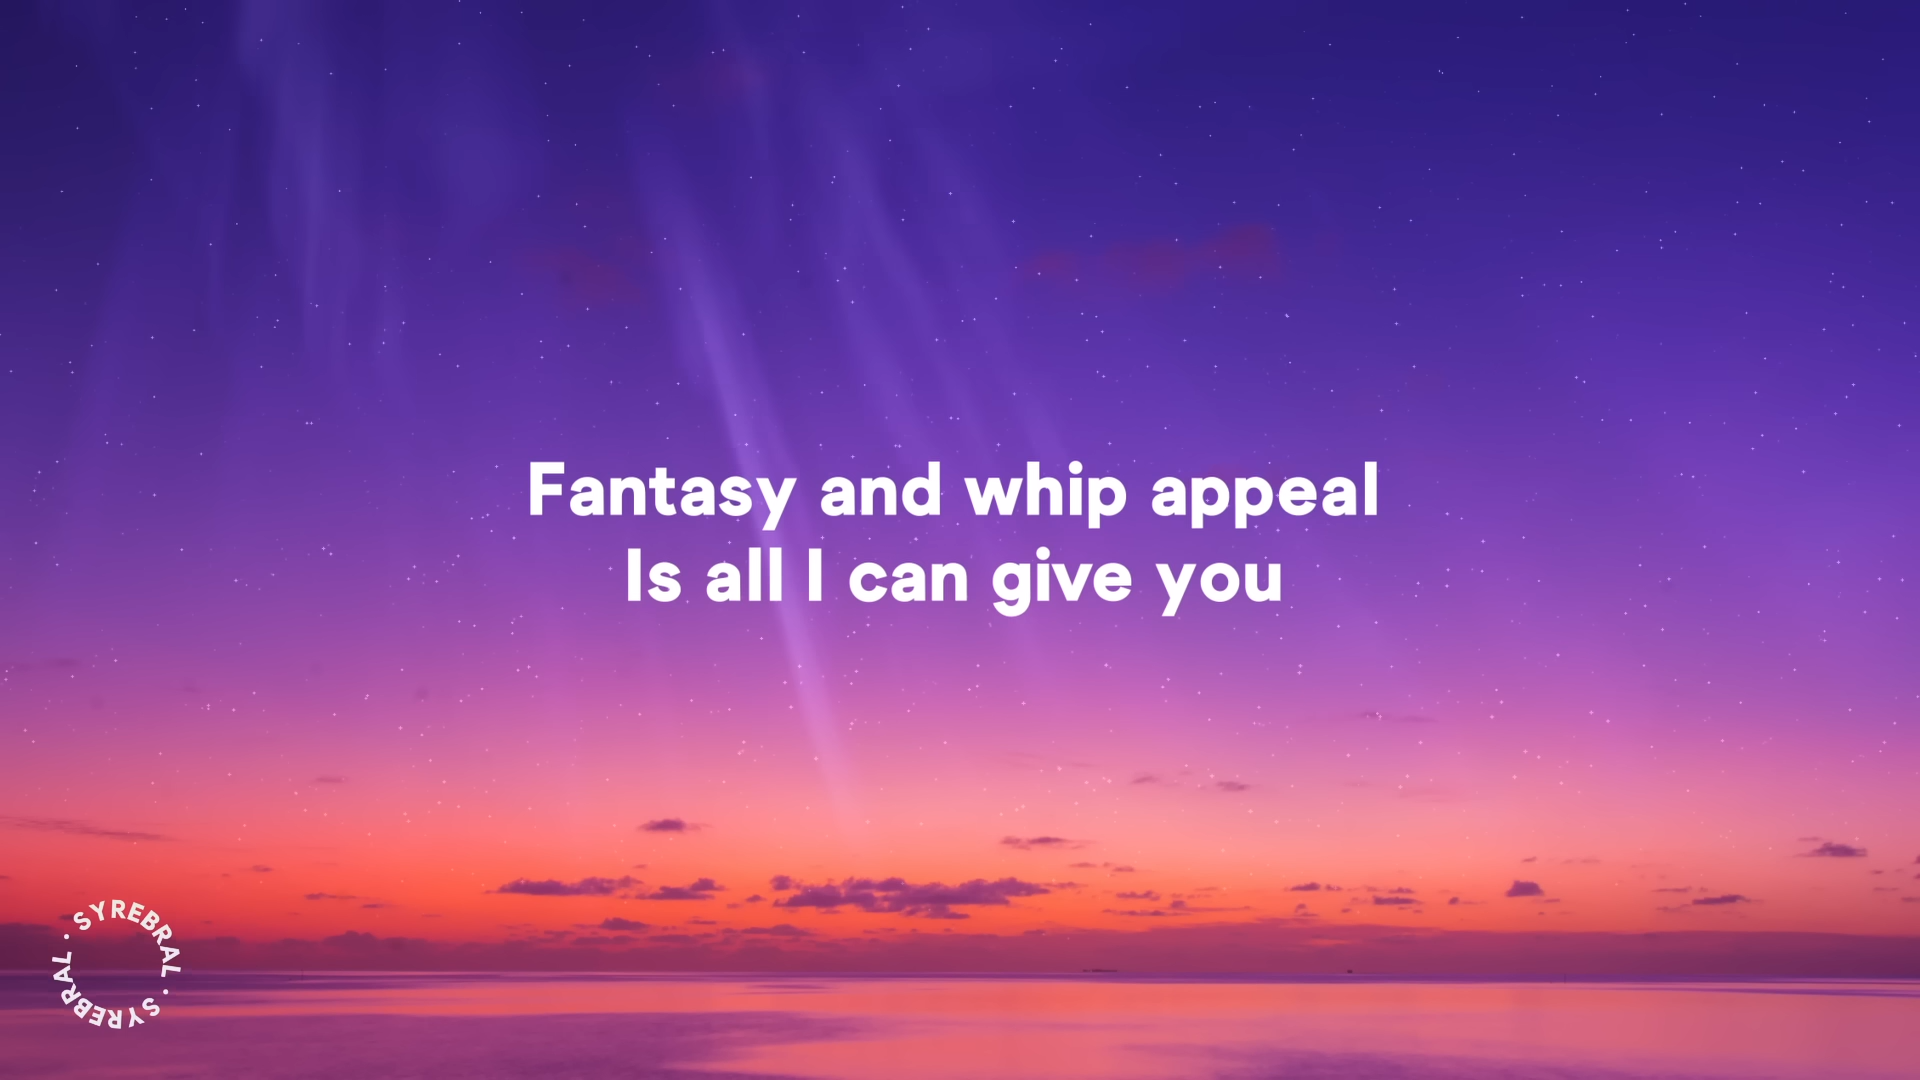 Fantasy and whip appeal
Is all I can give you
SYREBRAL · SYREBRAL ·